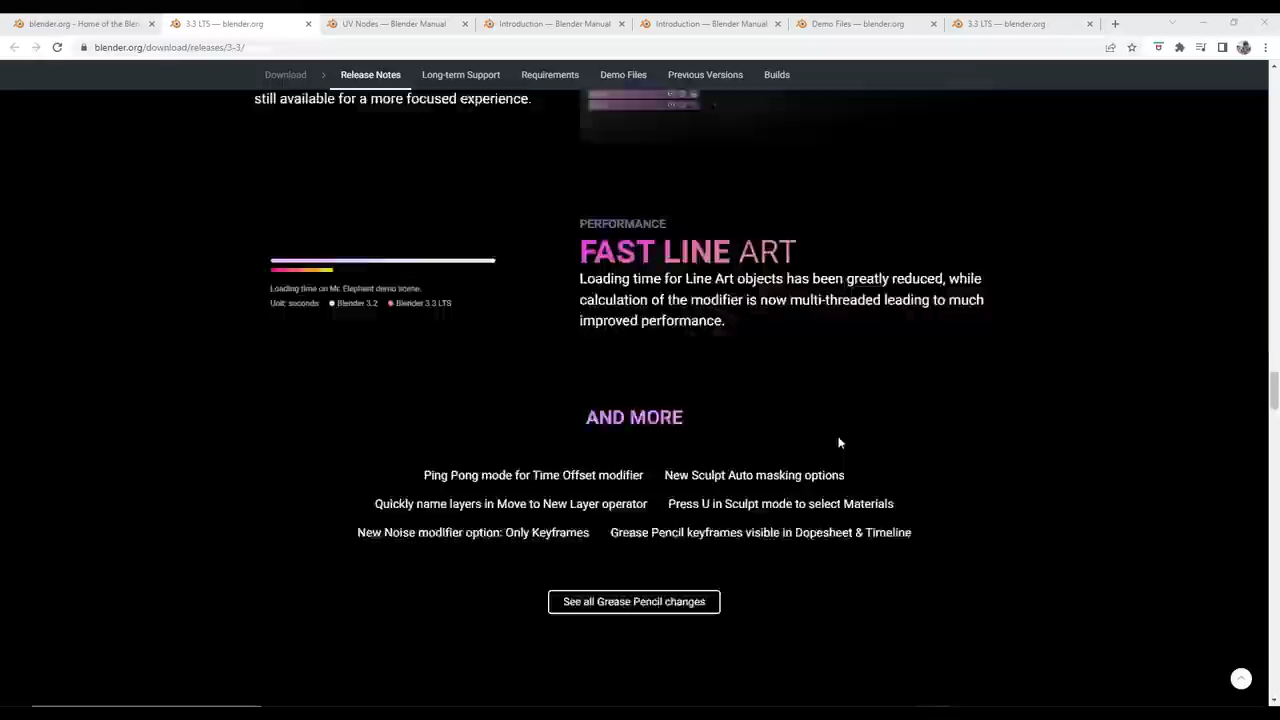 blender.org - Home of the Blen
3.3 LTS — blender.org
UV Nodes — Blender Manual
Introduction — Blender Manual
Introduction — Blender Manual
Demo Files — blender.org
3.3 LTS — blender.org
blender.org/download/releases/3-3/
Download
Release Notes
Long-term Support
Requirements
Demo Files
Previous Versions
Builds
still available for a more focused experience.
PERFORMANCE
FAST LINE ART
Loading time for Line Art objects has been greatly reduced, while
calculation of the modifier is now multi-threaded leading to much
improved performance.
Loading time on Mr. Elephant demo scene.
Unit: seconds Blender 3.2 Blender 3.3 LTS
AND MORE
Ping Pong mode for Time Offset modifier New Sculpt Auto masking options
Quickly name layers in Move to New Layer operator Press U in Sculpt mode to select Materials
New Noise modifier option: Only Keyframes Grease Pencil keyframes visible in Dopesheet & Timeline
See all Grease Pencil changes